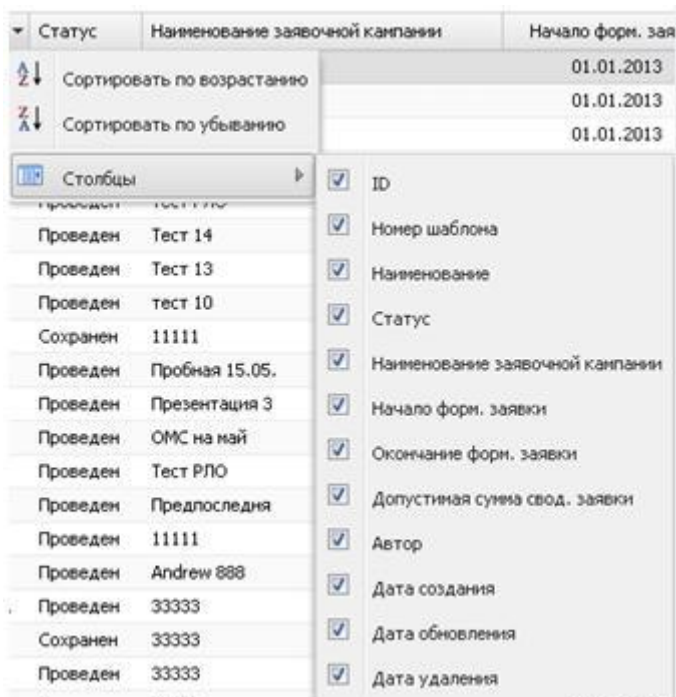 Статус Наименование заявочной кампании Начало форм. зая
Сортировать по возрастанию 01.01.2013
01.01.2013
Сортировать по убыванию 01.01.2013
Столбцы
ID
Номер шаблона
Наименование
Статус
Наименование заявочной кампании
Начало форм. заявки
Окончание форм. заявки
Допустимая сумма свод. заявки
Автор
Дата создания
Дата обновления
Дата удаления
Проведен Тест РЛО
Проведен Тест 14
Проведен Тест 13
Проведен тест 10
Сохранен 11111
Проведен Пробная 15.05.
Проведен Презентация 3
Проведен ОМС на май
Проведен Тест РЛО
Проведен Предпоследня
Проведен 11111
Проведен Andrew 888
Проведен 33333
Сохранен 33333
Проведен 33333